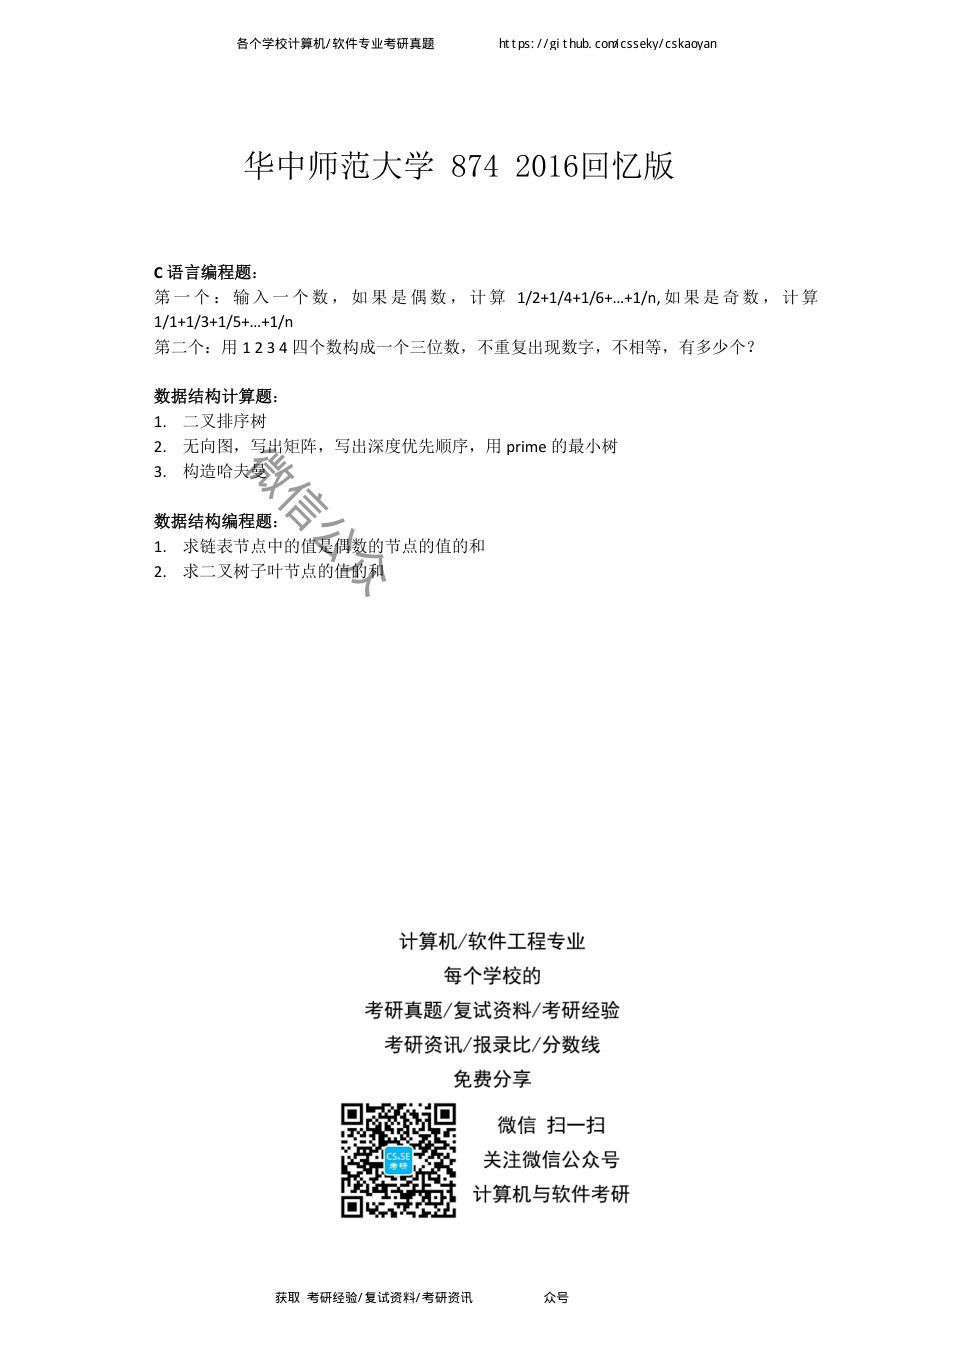 各个学校计算机/软件专业考研真题 https://github.com/csseky/cskaoyan
华中师范大学 874 2016回忆版
C 语言编程题：
第一个：输入一个数，如果是偶数，计算 1/2+1/4+1/6+…+1/n,如果是奇数，计算
1/1+1/3+1/5+…+1/n
第二个：用 1 2 3 4 四个数构成一个三位数，不重复出现数字，不相等，有多少个？
数据结构计算题：
1. 二叉排序树
2. 无向图，写出矩阵，写出深度优先顺序，用 prime 的最小树
3. 构造哈夫曼
数据结构编程题：
1. 求链表节点中的值是偶数的节点的值的和
2. 求二叉树子叶节点的值的和
微信公众
计算机/软件工程专业
每个学校的
考研真题/复试资料/考研经验
考研资讯/报录比/分数线
免费分享
CS&SE
考研
微信 扫一扫
关注微信公众号
计算机与软件考研
获取 考研经验/复试资料/考研资讯 众号